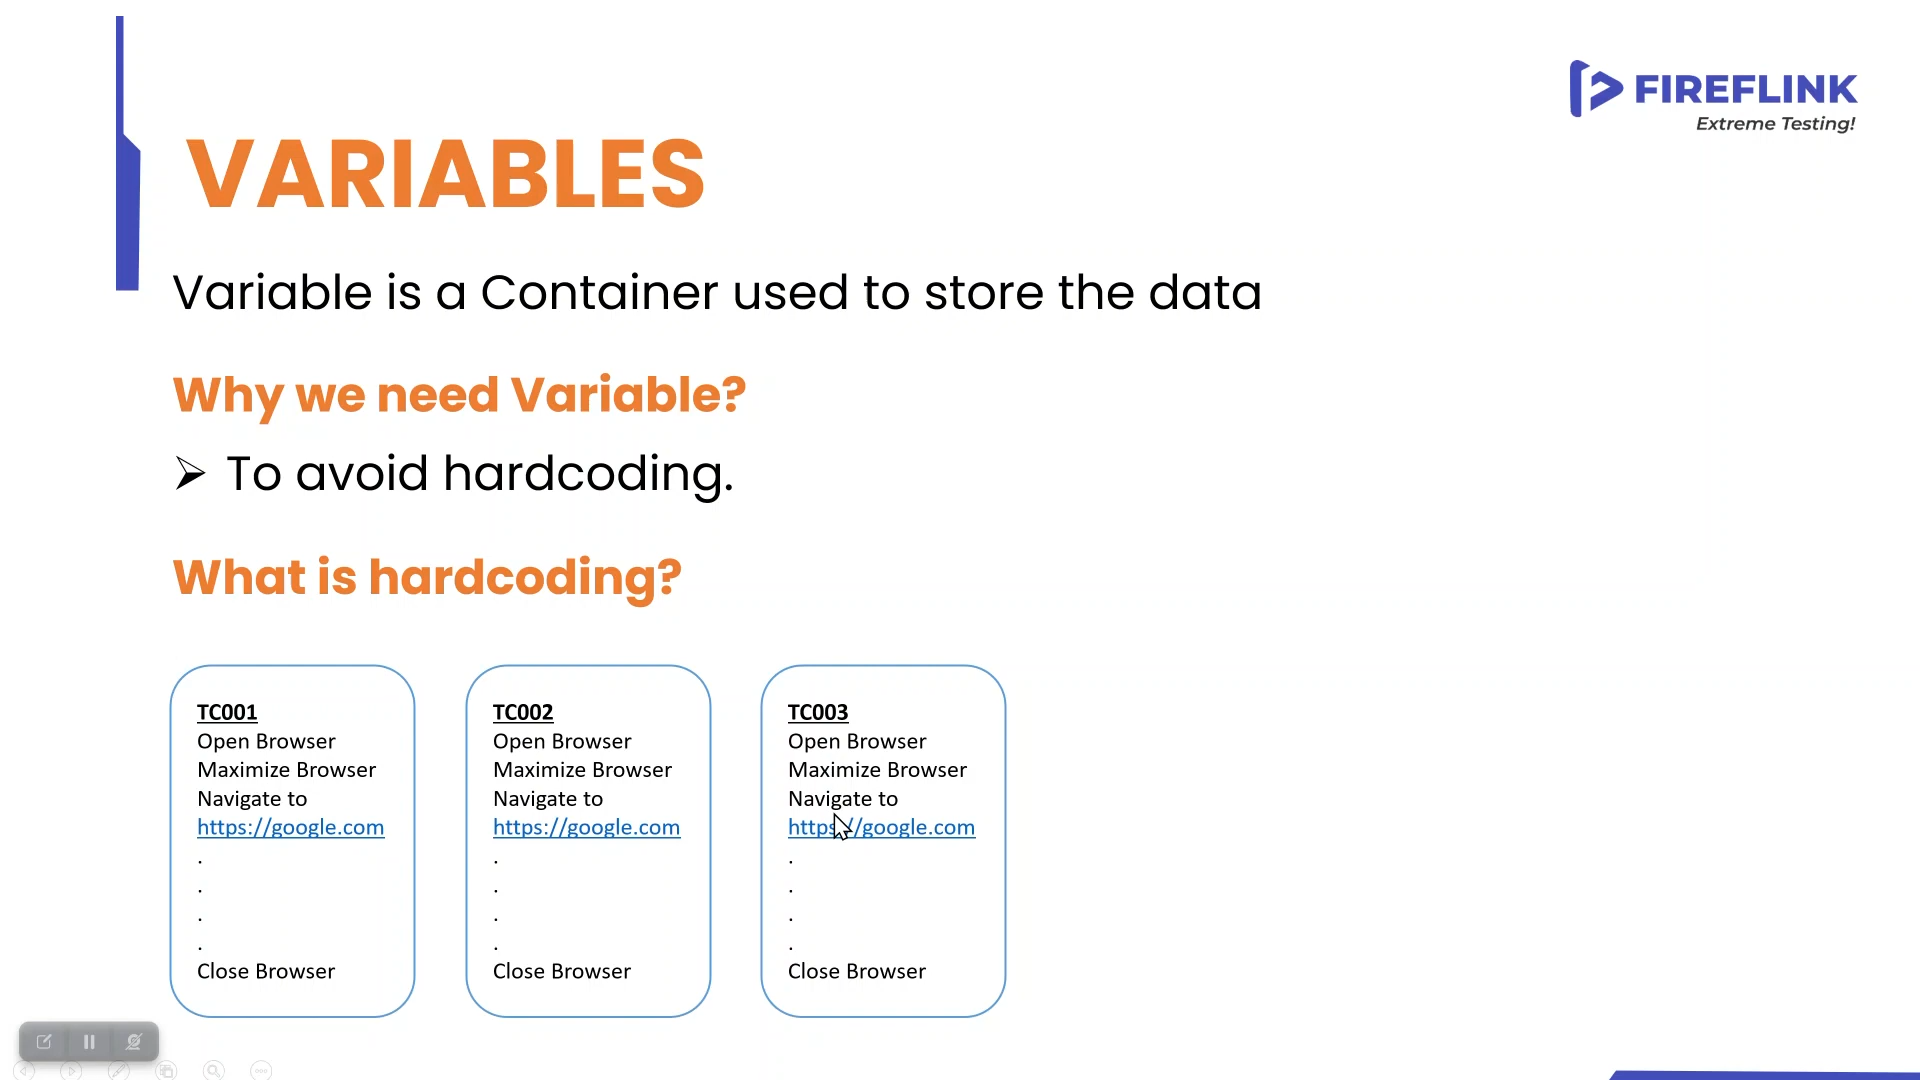 FIREFLINK
Extreme Testing!
VARIABLES
Variable is a Container used to store the data
Why we need Variable?
➢ To avoid hardcoding.
What is hardcoding?
TC001
Open Browser
Maximize Browser
Navigate to
https://google.com
.
.
.
.
Close Browser
TC002
Open Browser
Maximize Browser
Navigate to
https://google.com
.
.
.
.
Close Browser
TC003
Open Browser
Maximize Browser
Navigate to
https://google.com
.
.
.
.
Close Browser